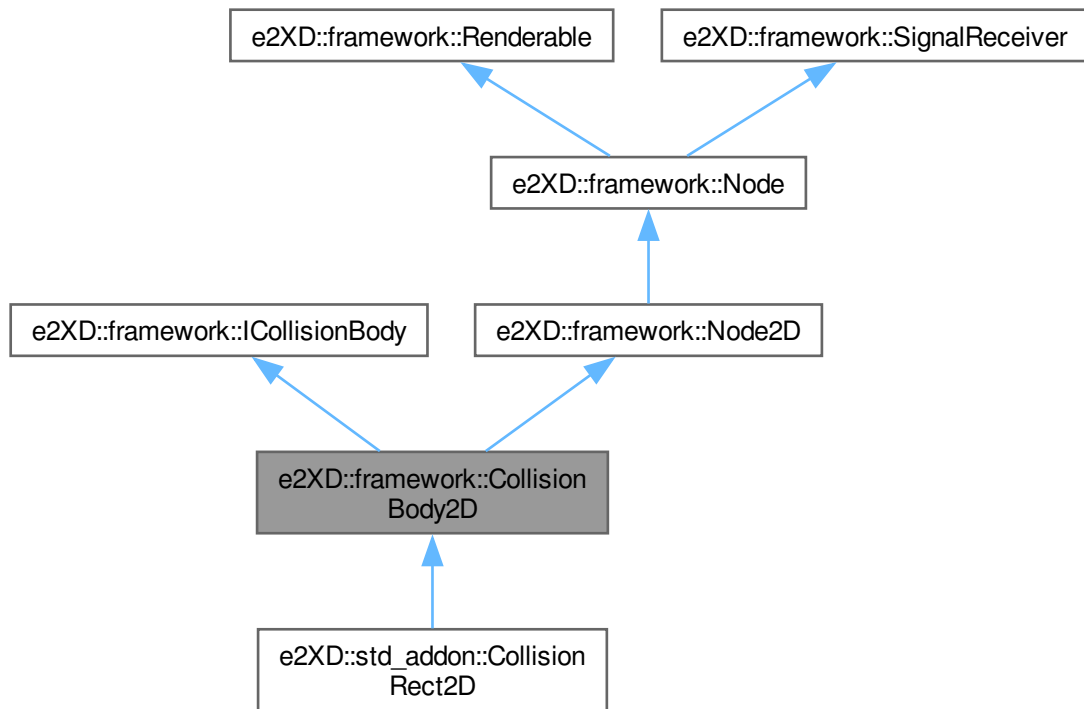 e2XD::framework::Renderable
e2XD::framework::SignalReceiver
e2XD::framework::Node
e2XD::framework::ICollisionBody
e2XD::framework::Node2D
e2XD::framework::Collision
Body2D
e2XD::std_addon::Collision
Rect2D